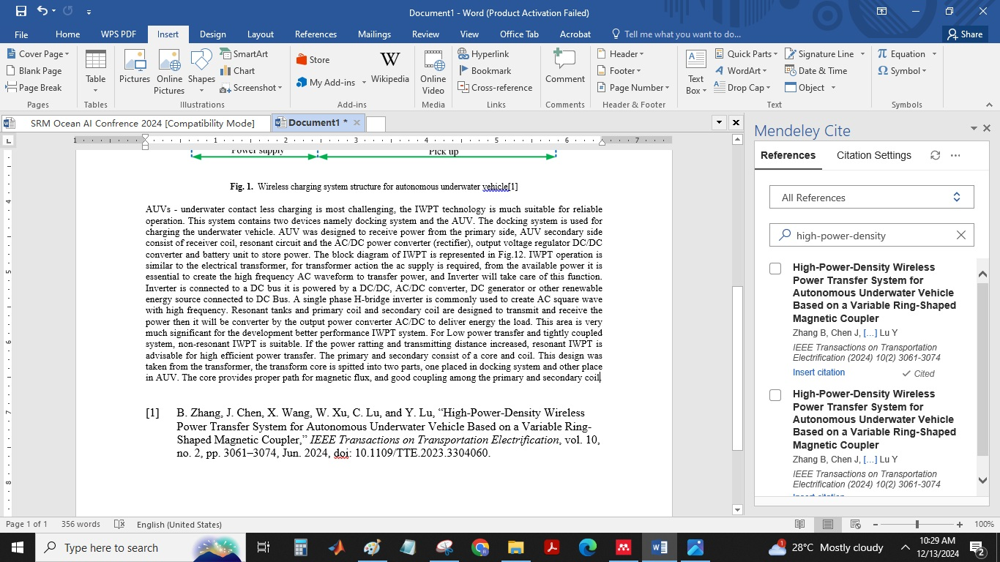 Document1 - Word (Product Activation Failed)
File Home WPS PDF Insert Design Layout References Mailings Review View Office Tab Acrobat Tell me what you want to do... Share
Cover Page
Blank Page
Page Break
Pages
Table
Tables
Pictures
Online
Pictures
Shapes
SmartArt
Chart
Screenshot
Illustrations
Store
My Add-ins
Wikipedia
Add-ins
Online
Video
Media
Hyperlink
Bookmark
Cross-reference
Links
Comment
Comments
Header
Footer
Page Number
Header & Footer
Text
Box
Quick Parts
WordArt
Drop Cap
Signature Line
Date & Time
Object
Text
Equation
Symbol
Symbols
SRM Ocean AI Confrence 2024 [Compatibility Mode] Document1 *
1 1 2 3 4 5 6 7
4
5
6
7
8
Power supply Pick up
Fig. 1. Wireless charging system structure for autonomous underwater vehicle[1]
AUVs - underwater contact less charging is most challenging, the IWPT technology is much suitable for reliable
operation. This system contains two devices namely docking system and the AUV. The docking system is used for
charging the underwater vehicle. AUV was designed to receive power from the primary side, AUV secondary side
consist of receiver coil, resonant circuit and the AC/DC power converter (rectifier), output voltage regulator DC/DC
converter and battery unit to store power. The block diagram of IWPT is represented in Fig.12. IWPT operation is
similar to the electrical transformer, for transformer action the ac supply is required, from the available power it is
essential to create the high frequency AC waveform to transfer power, and Inverter will take care of this function.
Inverter is connected to a DC bus it is powered by a DC/DC, AC/DC converter, DC generator or other renewable
energy source connected to DC Bus. A single phase H-bridge inverter is commonly used to create AC square wave
with high frequency. Resonant tanks and primary coil and secondary coil are designed to transmit and receive the
power then it will be converter by the output power converter AC/DC to deliver energy the load. This area is very
much significant for the development better performance IWPT system. For Low power transfer and tightly coupled
system, non-resonant IWPT is suitable. If the power ratting and transmitting distance increased, resonant IWPT is
advisable for high efficient power transfer. The primary and secondary consist of a core and coil. This design was
taken from the transformer, the transform core is spitted into two parts, one placed in docking system and other place
in AUV. The core provides proper path for magnetic flux, and good coupling among the primary and secondary coil
[1] B. Zhang, J. Chen, X. Wang, W. Xu, C. Lu, and Y. Lu, “High-Power-Density Wireless
Power Transfer System for Autonomous Underwater Vehicle Based on a Variable Ring-
Shaped Magnetic Coupler,” IEEE Transactions on Transportation Electrification, vol. 10,
no. 2, pp. 3061–3074, Jun. 2024, doi: 10.1109/TTE.2023.3304060.
Mendeley Cite
References Citation Settings ...
All References
high-power-density
High-Power-Density Wireless
Power Transfer System for
Autonomous Underwater Vehicle
Based on a Variable Ring-Shaped
Magnetic Coupler
Zhang B, Chen J, [...] Lu Y
IEEE Transactions on Transportation
Electrification (2024) 10(2) 3061-3074
Insert citation Cited
High-Power-Density Wireless
Power Transfer System for
Autonomous Underwater Vehicle
Based on a Variable Ring-Shaped
Magnetic Coupler
Zhang B, Chen J, [...] Lu Y
IEEE Transactions on Transportation
Electrification (2024) 10(2) 3061-3074
Page 1 of 1 356 words English (United States) 100%
Type here to search
1 28°C Mostly cloudy
10:29 AM
12/13/2024
2